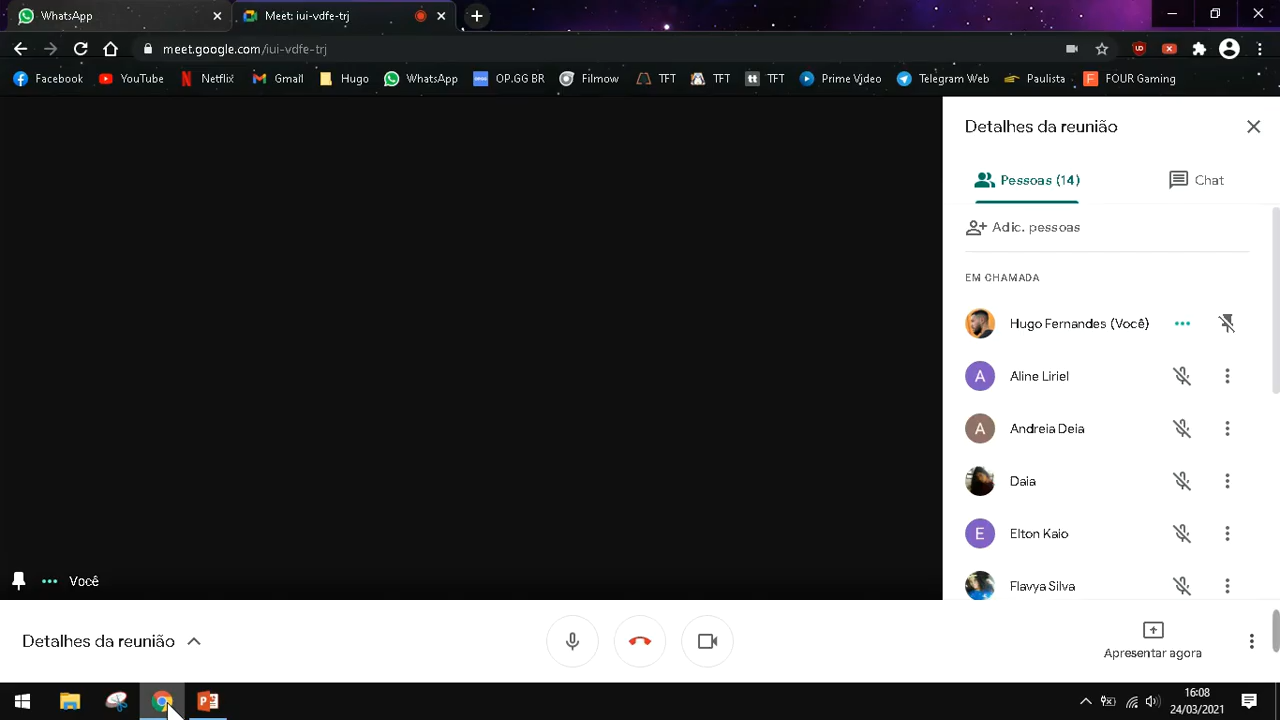 WhatsApp
Meet: iui-vdfe-trj
meet.google.com/iui-vdfe-trj
Facebook YouTube Netflix Gmail Hugo WhatsApp OP.GG BR Filmow TFT TFT TFT Prime Video Telegram Web Paulista FOUR Gaming
Detalhes da reunião
Pessoas (14) Chat
Adic. pessoas
EM CHAMADA
Hugo Fernandes (Você)
A Aline Liriel
A Andreia Deia
Daia
E Elton Kaio
Flavya Silva
Você
Detalhes da reunião
Apresentar agora
16:08
24/03/2021